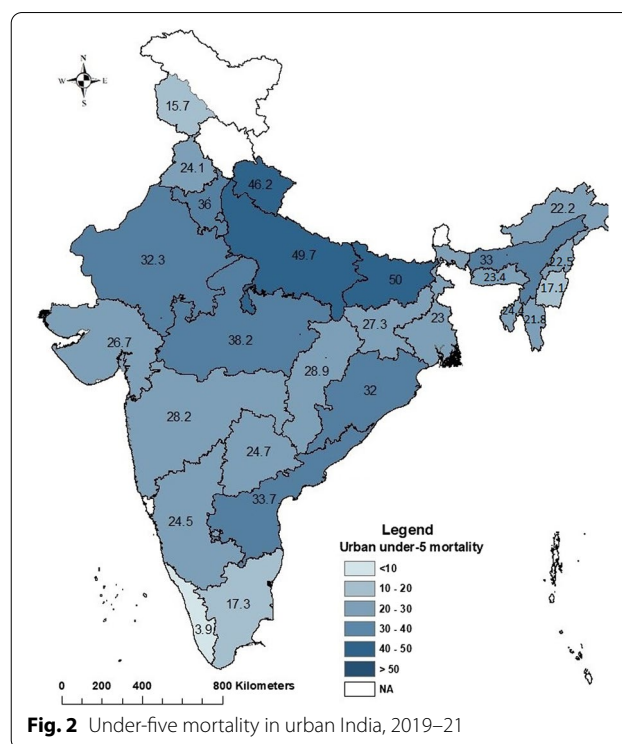 N
W E
S
15.7
24.1
46.2
36
22.2
49.7
33
22.5
32.3
50
23.4
17.1
27.3
23
21.8
38.2
26.7
28.9
32
28.2
24.7
33.7
24.5
Legend
Urban under-5 mortality
<10
10 - 20
17.3
20 - 30
3.9
30 - 40
40 - 50
> 50
0 200 400 800 Kilometers
NA
Fig. 2 Under-five mortality in urban India, 2019–21